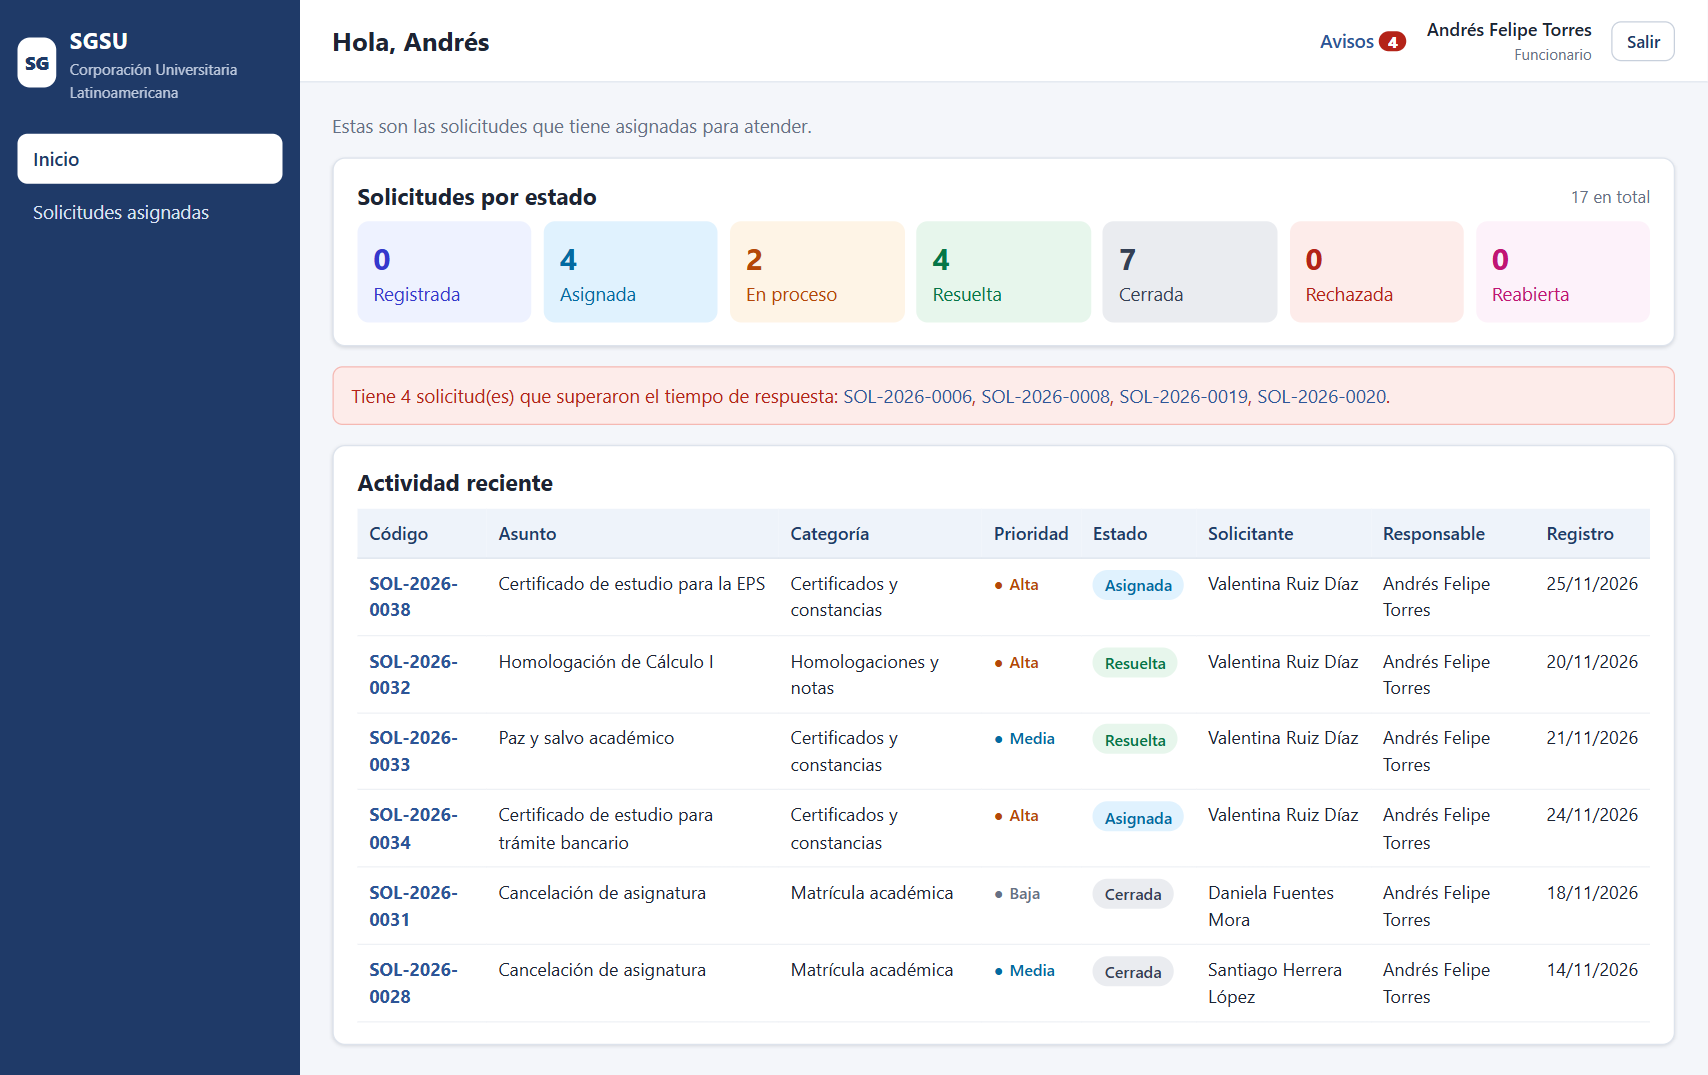 SG
SGSU
Corporación Universitaria
Latinoamericana
Inicio
Solicitudes asignadas
Hola, Andrés
Avisos 4
Andrés Felipe Torres
Funcionario
Salir
Estas son las solicitudes que tiene asignadas para atender.
Solicitudes por estado
17 en total
0
Registrada
4
Asignada
2
En proceso
4
Resuelta
7
Cerrada
0
Rechazada
0
Reabierta
Tiene 4 solicitud(es) que superaron el tiempo de respuesta: SOL-2026-0006, SOL-2026-0008, SOL-2026-0019, SOL-2026-0020.
Actividad reciente
Código Asunto Categoría Prioridad Estado Solicitante Responsable Registro
SOL-2026- Certificado de estudio para la EPS Certificados y • Alta Asignada Valentina Ruiz Díaz Andrés Felipe 25/11/2026
0038 constancias Torres
SOL-2026- Homologación de Cálculo I Homologaciones y • Alta Resuelta Valentina Ruiz Díaz Andrés Felipe 20/11/2026
0032 notas Torres
SOL-2026- Paz y salvo académico Certificados y • Media Resuelta Valentina Ruiz Díaz Andrés Felipe 21/11/2026
0033 constancias Torres
SOL-2026- Certificado de estudio para Certificados y • Alta Asignada Valentina Ruiz Díaz Andrés Felipe 24/11/2026
0034 trámite bancario constancias Torres
SOL-2026- Cancelación de asignatura Matrícula académica • Baja Cerrada Daniela Fuentes Andrés Felipe 18/11/2026
0031 Mora Torres
SOL-2026- Cancelación de asignatura Matrícula académica • Media Cerrada Santiago Herrera Andrés Felipe 14/11/2026
0028 López Torres